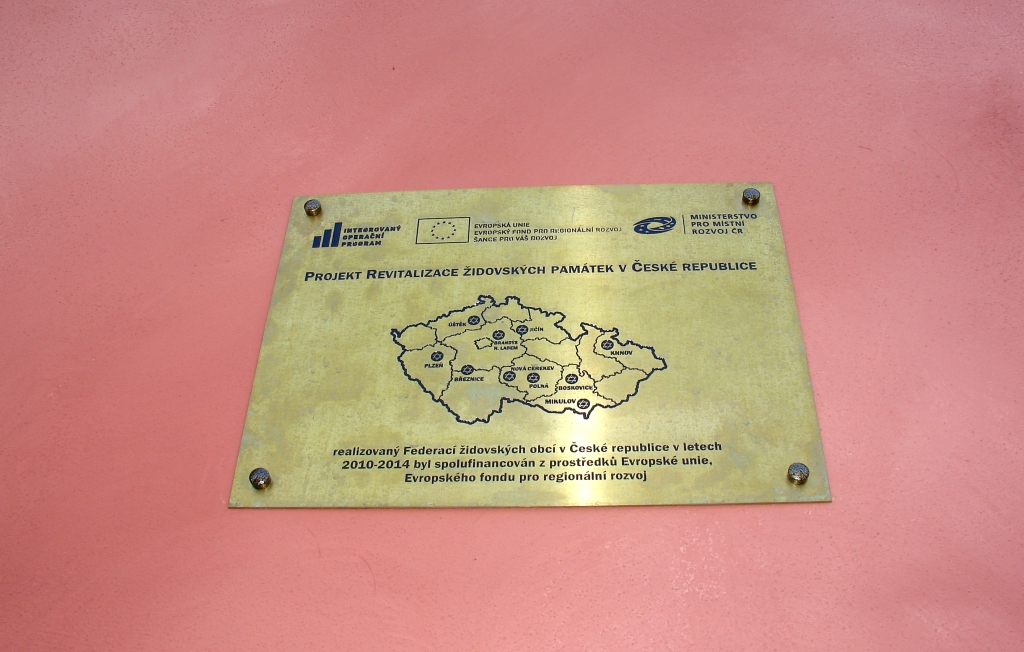 INTEGROVANÝ
OPERAČNÍ
PROGRAM
EVROPSKÁ UNIE
EVROPSKÝ FOND PRO REGIONÁLNÍ ROZVOJ
ŠANCE PRO VÁŠ ROZVOJ
MINISTERSTVO
PRO MÍSTNÍ
ROZVOJ ČR
PROJEKT REVITALIZACE ŽIDOVSKÝCH PAMÁTEK V ČESKÉ REPUBLICE
ÚŠTĚK
JIČÍN
BRANDÝS
N. LABEM
KRNOV
PLZEŇ
BŘEZNICE
NOVÁ CEREKEV
POLNÁ
BOSKOVICE
MIKULOV
realizovaný Federací židovských obcí v České republice v letech
2010-2014 byl spolufinancován z prostředků Evropské unie,
Evropského fondu pro regionální rozvoj